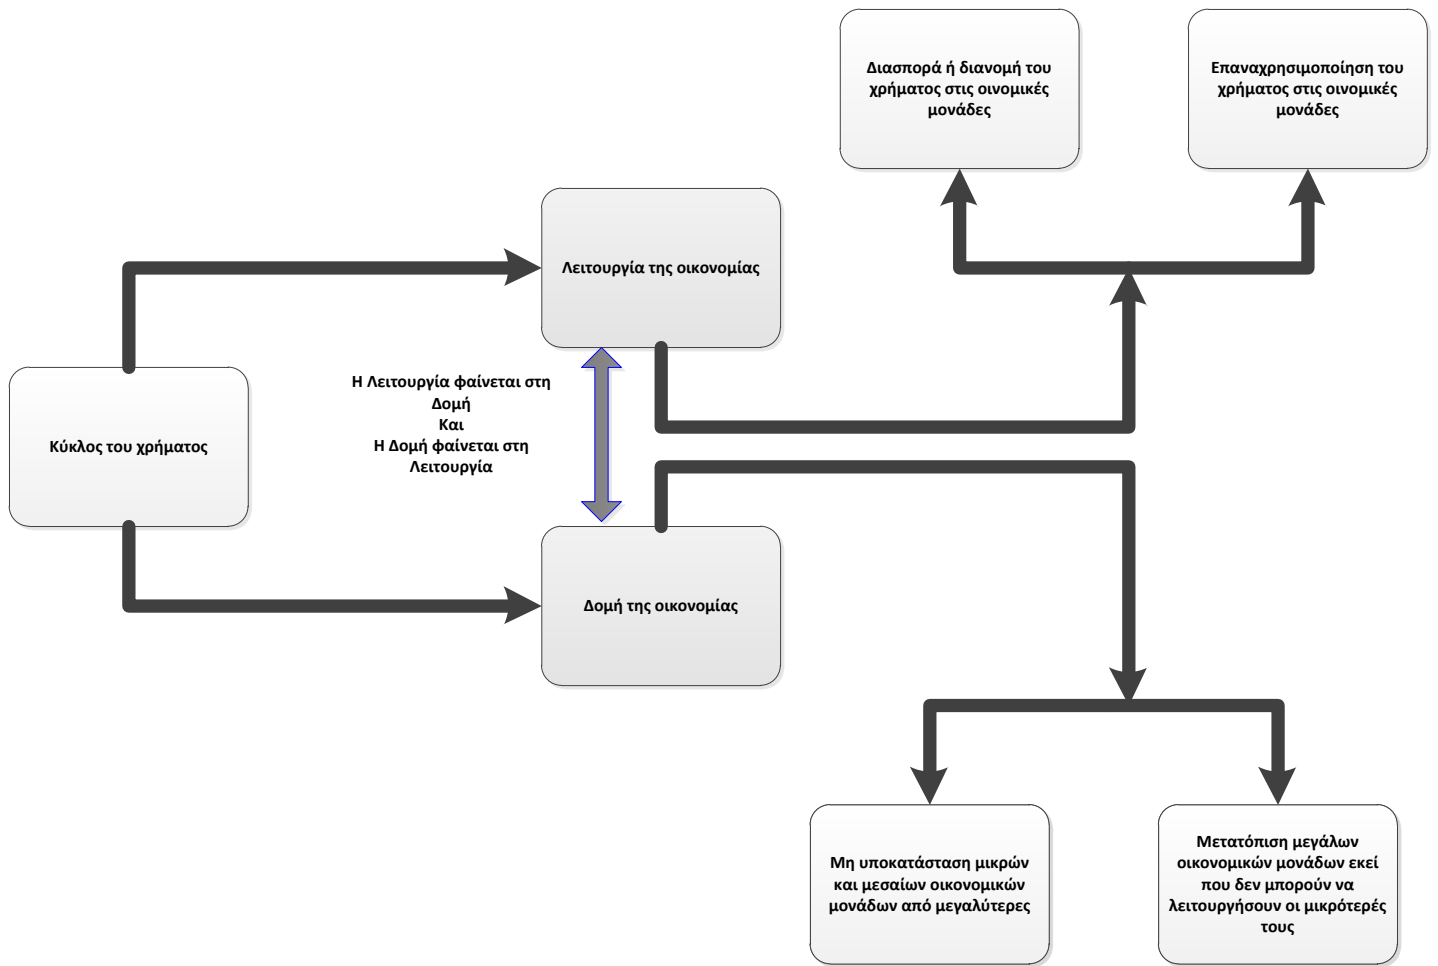 Διασπορά ή διανομή του
χρήματος στις οινομικές
μονάδες
Επαναχρησιμοποίηση του
χρήματος στις οινομικές
μονάδες
Λειτουργία της οικονομίας
Η Λειτουργία φαίνεται στη
Δομή
Και
Η Δομή φαίνεται στη
Λειτουργία
Κύκλος του χρήματος
Δομή της οικονομίας
Μη υποκατάσταση μικρών
και μεσαίων οικονομικών
μονάδων από μεγαλύτερες
Μετατόπιση μεγάλων
οικονομικών μονάδων εκεί
που δεν μπορούν να
λειτουργήσουν οι μικρότερές
τους